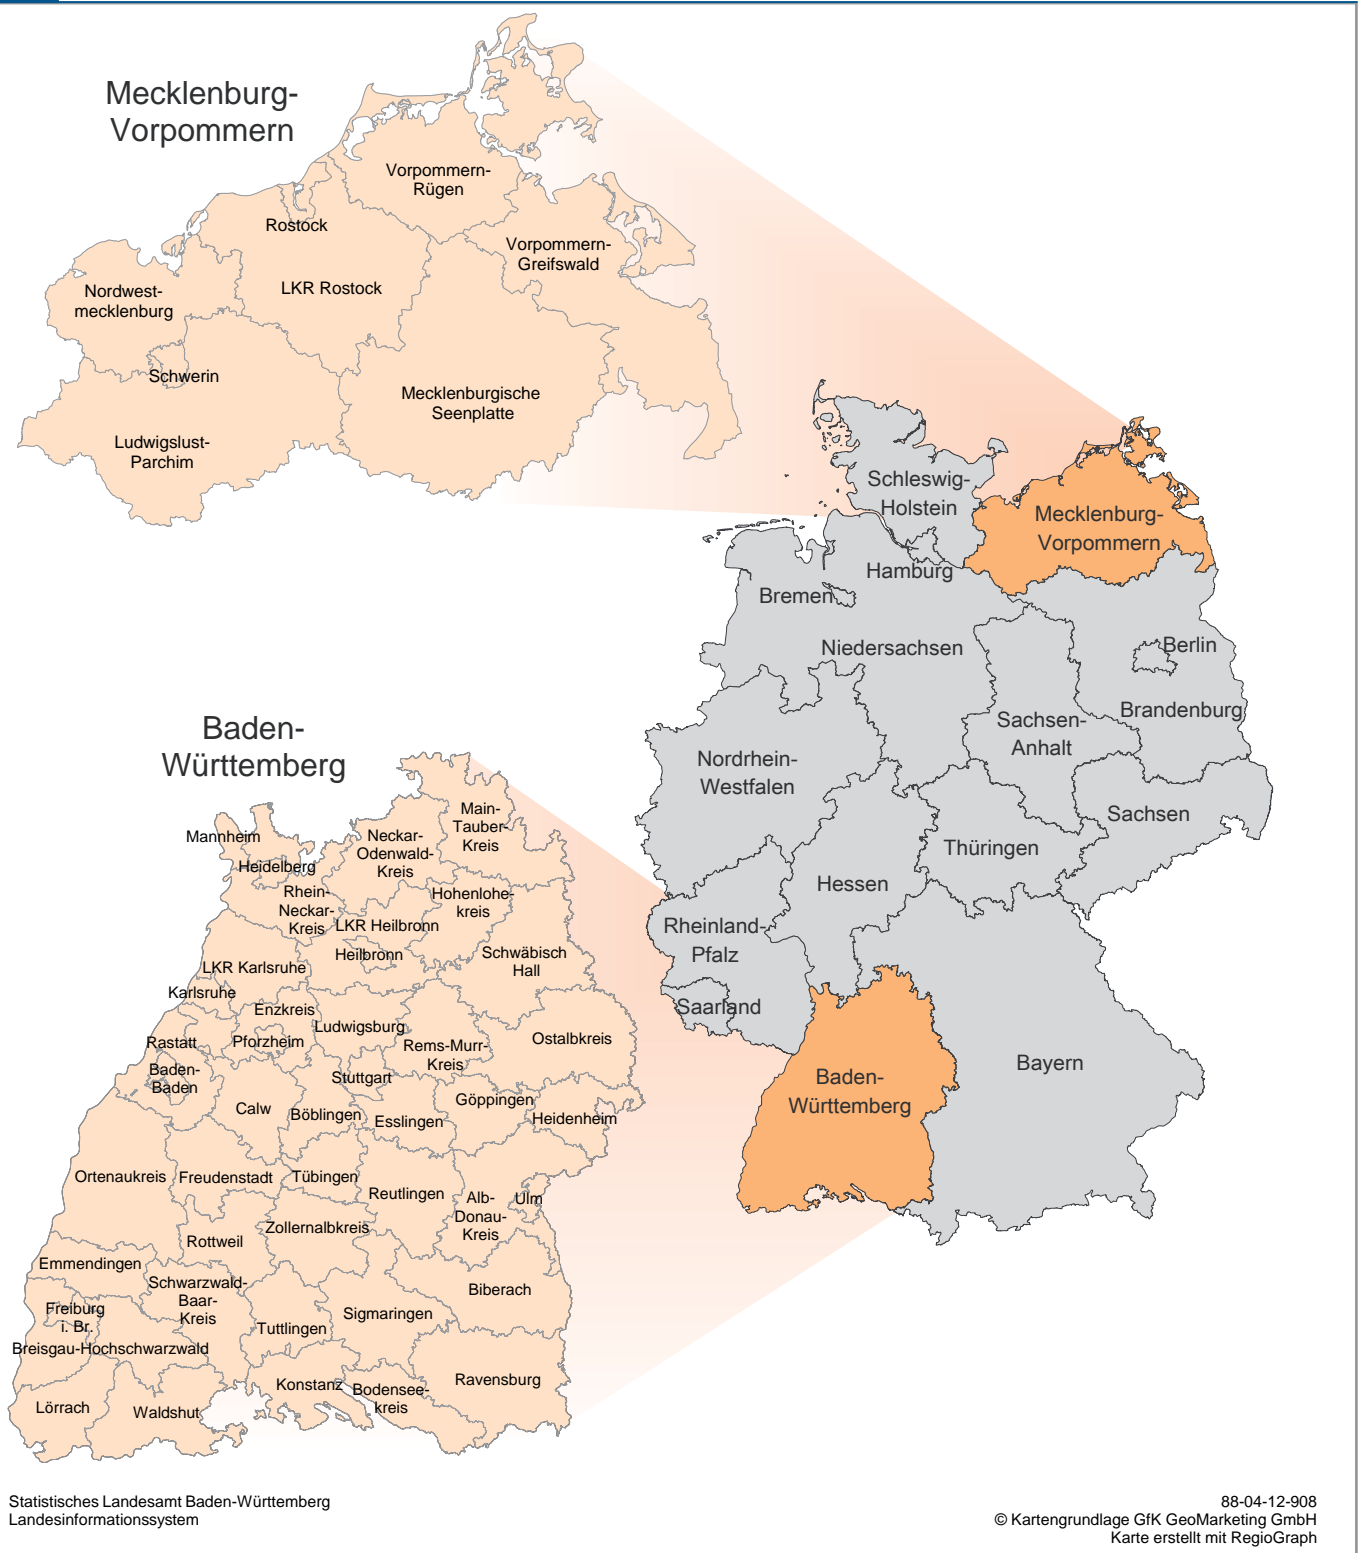 Mecklenburg-
Vorpommern
Vorpommern-
Rügen
Rostock
Vorpommern-
Greifswald
LKR Rostock
Nordwest-
mecklenburg
Schwerin
Mecklenburgische
Seenplatte
Ludwigslust-
Parchim
Schleswig-
Holstein
Mecklenburg-
Vorpommern
Hamburg
Bremen
Niedersachsen
Berlin
Brandenburg
Sachsen-
Anhalt
Nordrhein-
Westfalen
Sachsen
Thüringen
Hessen
Rheinland-
Pfalz
Saarland
Bayern
Baden-
Württemberg
Baden-
Württemberg
Main-
Tauber-
Kreis
Mannheim
Neckar-
Odenwald-
Kreis
Heidelberg
Rhein-
Neckar-
Kreis
Hohenlohe-
kreis
LKR Heilbronn
Heilbronn
Schwäbisch
Hall
LKR Karlsruhe
Karlsruhe
Enzkreis
Ludwigsburg
Pforzheim
Rastatt
Rems-Murr-
Kreis
Ostalbkreis
Baden-
Baden
Stuttgart
Calw
Böblingen
Esslingen
Göppingen
Heidenheim
Ortenaukreis
Freudenstadt
Tübingen
Reutlingen
Alb-
Donau-
Kreis
Ulm
Zollernalbkreis
Rottweil
Emmendingen
Schwarzwald-
Baar-
Kreis
Biberach
Freiburg
i. Br.
Sigmaringen
Tuttlingen
Breisgau-Hochschwarzwald
Konstanz
Bodensee-
kreis
Ravensburg
Lörrach
Waldshut
Statistisches Landesamt Baden-Württemberg
Landesinformationssystem
88-04-12-908
© Kartengrundlage GfK GeoMarketing GmbH
Karte erstellt mit RegioGraph